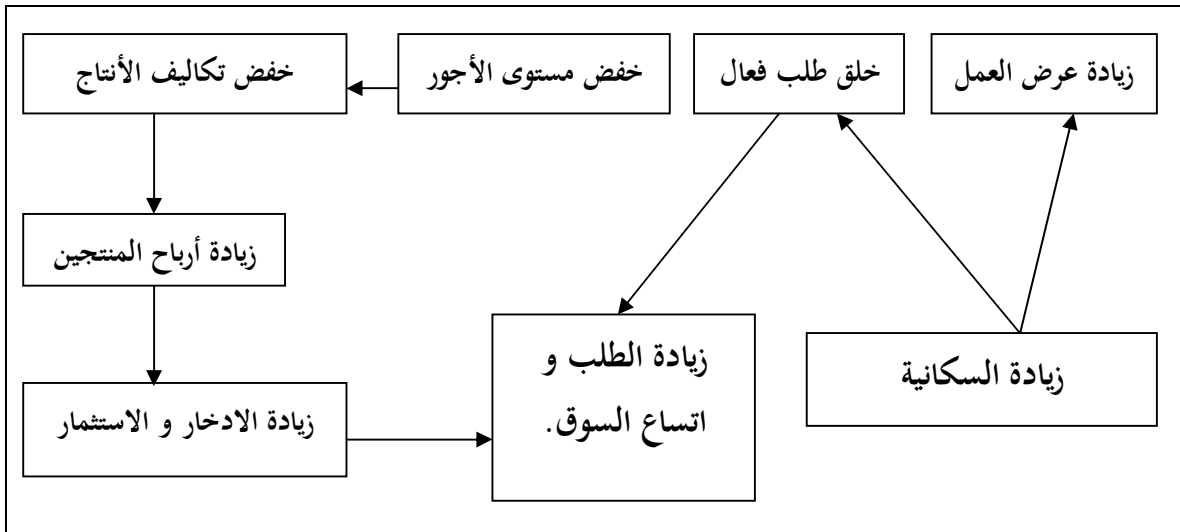 زيادة عرض العمل
خلق طلب فعال
خفض مستوى الأجور
خفض تكاليف الأنتاج
زيادة أرباح المنتجين
زيادة السكانية
زيادة الطلب و
اتساع السوق.
زيادة الادخار و الاستثمار